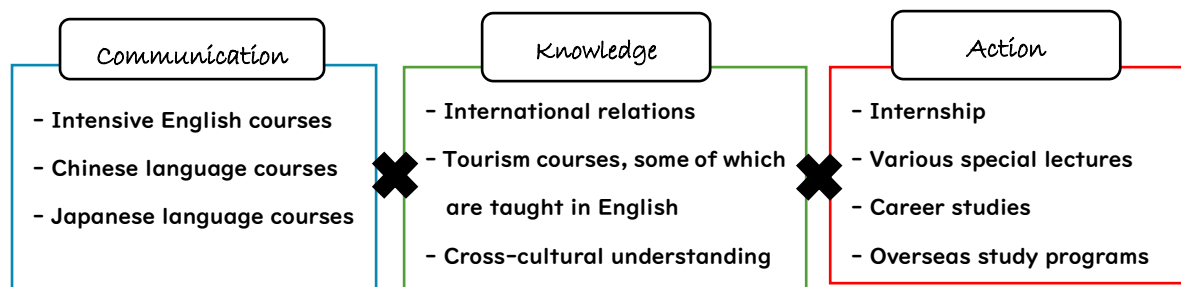 Communication
- Intensive English courses
- Chinese language courses
- Japanese language courses
Knowledge
- International relations
- Tourism courses, some of which
are taught in English
- Cross-cultural understanding
Action
- Internship
- Various special lectures
- Career studies
- Overseas study programs